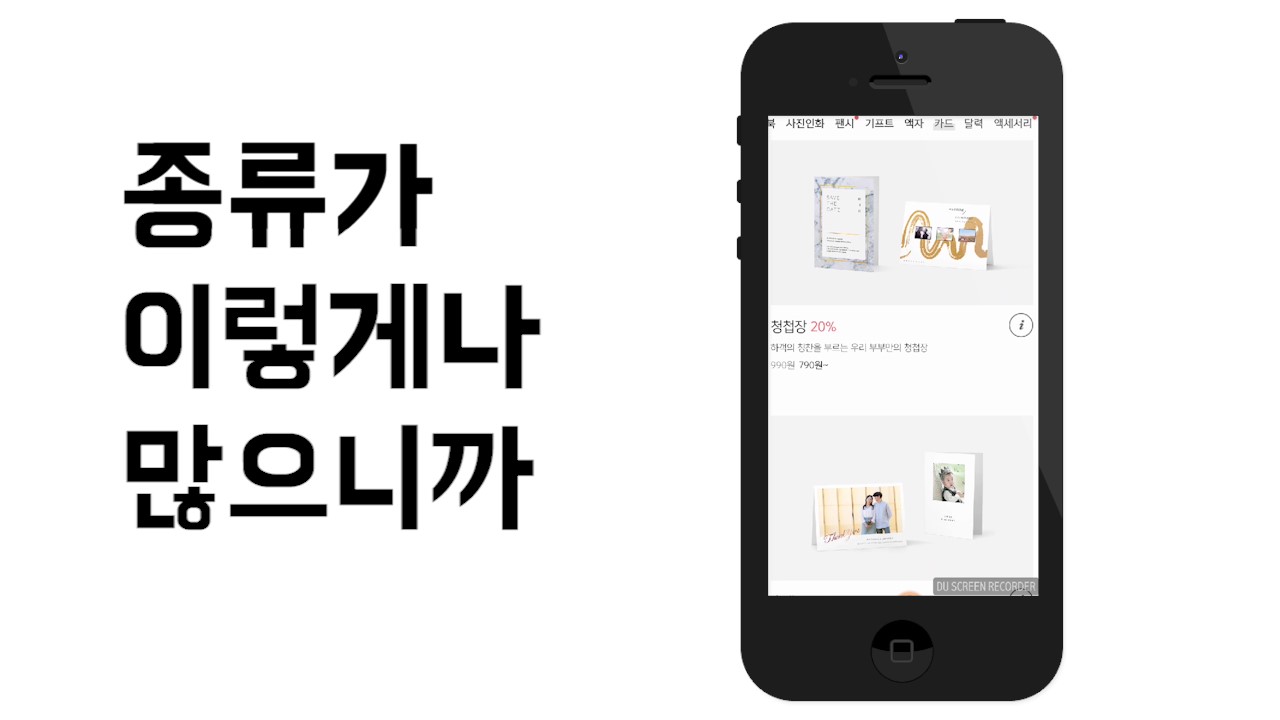 종류가
이렇게나
많으니까
북 사진인화 팬시 기프트 액자 카드 달력 액세서리
SAVE
THE
DATE
청첩장 20%
하객의 칭찬을 부르는 우리 부부만의 청첩장
990원 790원~
Thank you
DU SCREEN RECORDER